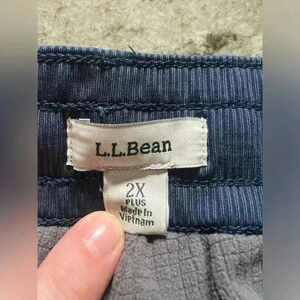 L.L.Bean
2X
PLUS
Made In
Vietnam